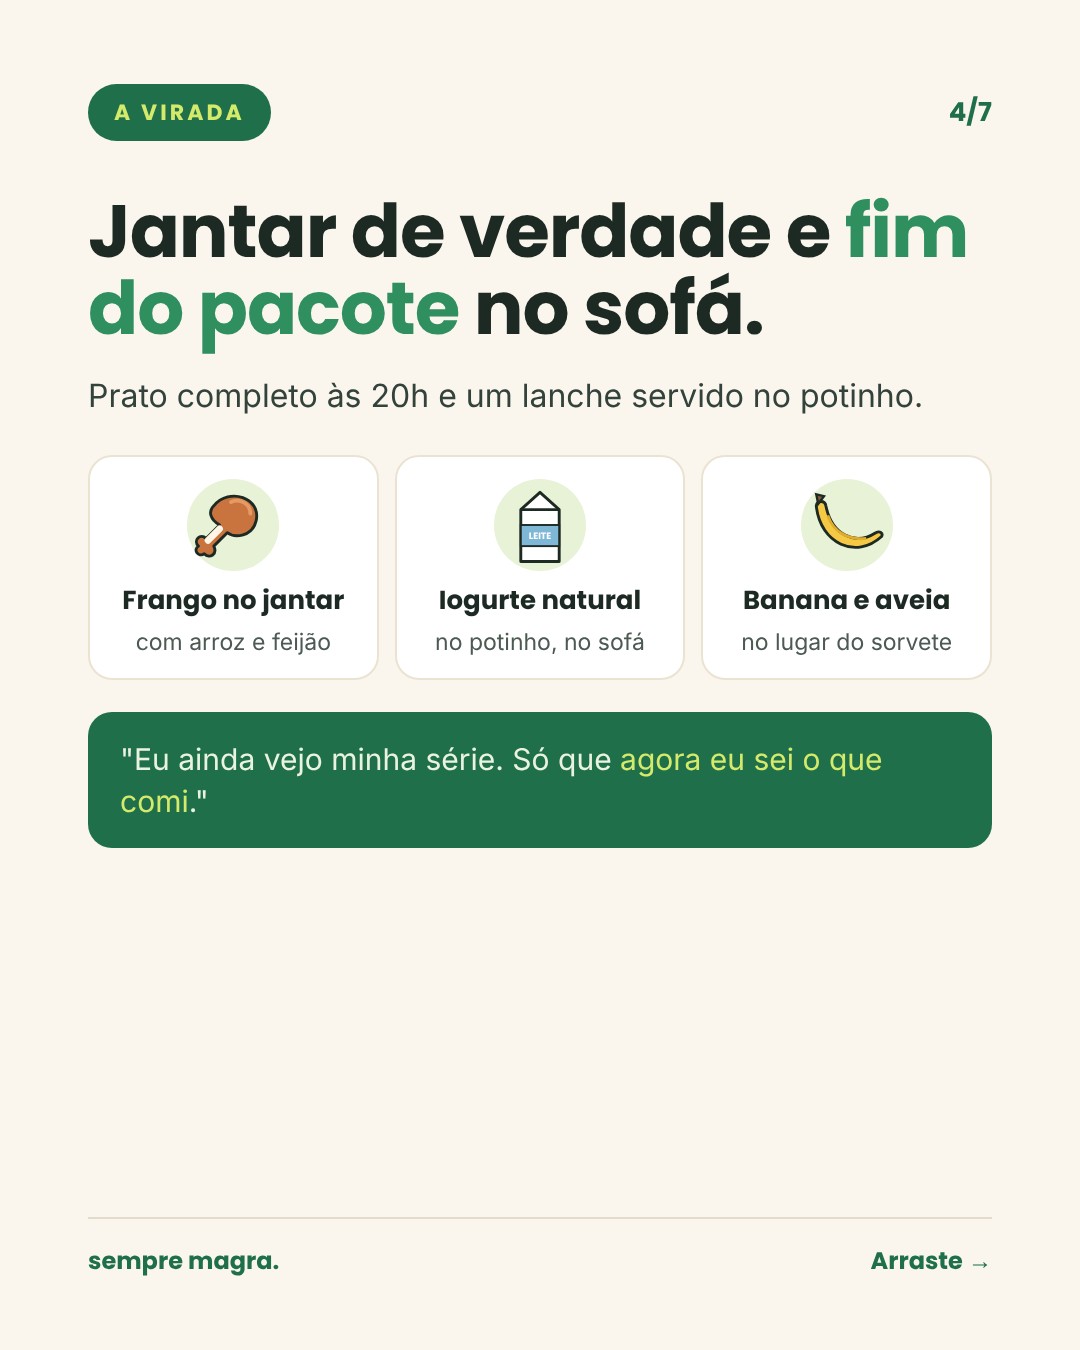 A VIRADA
4/7
Jantar de verdade e fim
do pacote no sofá.
Prato completo às 20h e um lanche servido no potinho.
Frango no jantar
com arroz e feijão
LEITE
Iogurte natural
no potinho, no sofá
Banana e aveia
no lugar do sorvete
"Eu ainda vejo minha série. Só que agora eu sei o que
comi."
sempre magra.
Arraste →